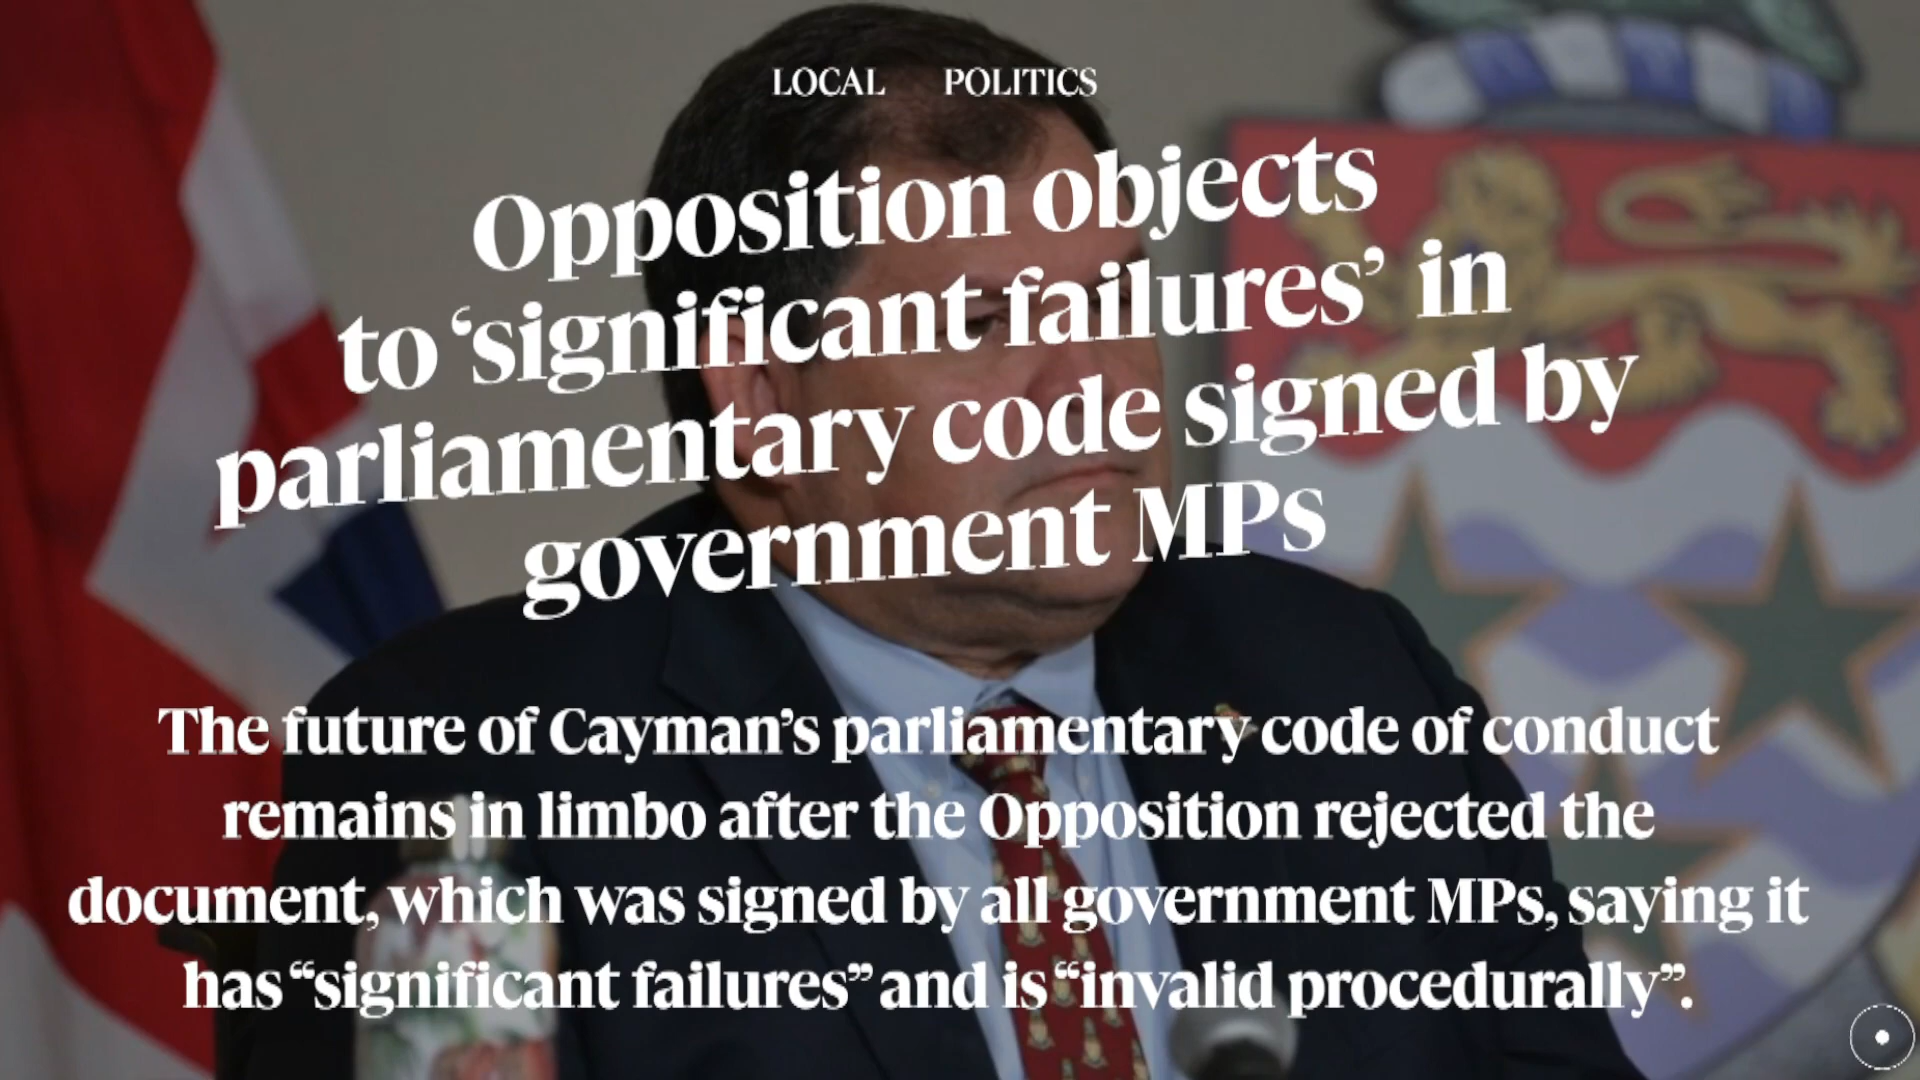 LOCAL POLITICS
Opposition objects
to ‘significant failures’ in
parliamentary code signed by
government MPs
The future of Cayman’s parliamentary code of conduct
remains in limbo after the Opposition rejected the
document, which was signed by all government MPs, saying it
has “significant failures” and is “invalid procedurally”.